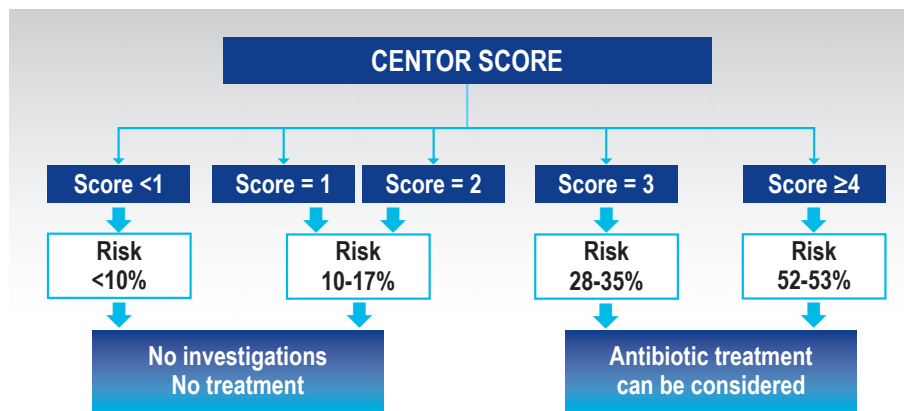 CENTOR SCORE
Score <1
Score = 1
Score = 2
Score = 3
Score ≥4
Risk
<10%
Risk
10-17%
Risk
28-35%
Risk
52-53%
No investigations
No treatment
Antibiotic treatment
can be considered